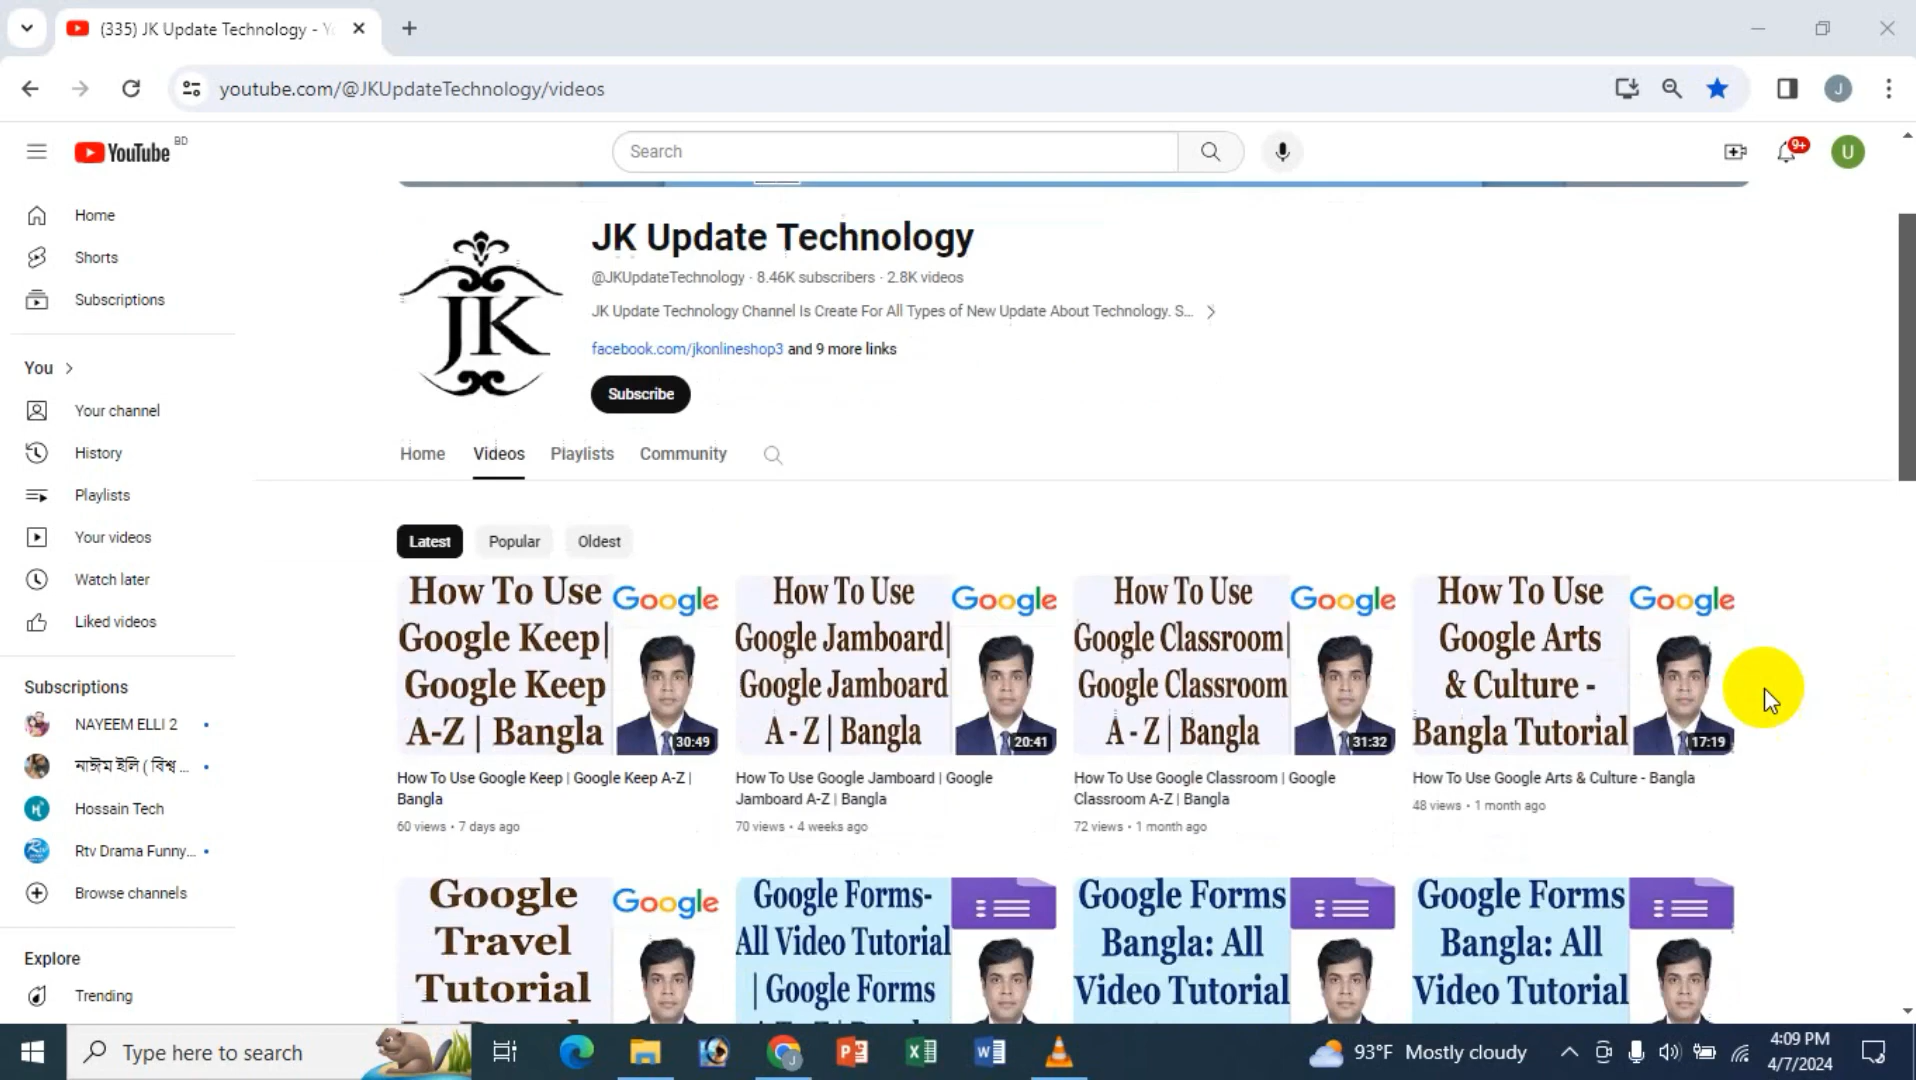 (335) JK Update Technology - Yo
youtube.com/@JKUpdateTechnology/videos
J
YouTube BD
Search
9+
U
Home
Shorts
Subscriptions
You
Your channel
History
Playlists
Your videos
Watch later
Liked videos
Subscriptions
NAYEEM ELLI 2
নাঈম ইলি ( বিশ্ব ...
Hossain Tech
Rtv Drama Funny...
Browse channels
Explore
Trending
JK
JK Update Technology
@JKUpdateTechnology · 8.46K subscribers · 2.8K videos
JK Update Technology Channel Is Create For All Types of New Update About Technology. S...
facebook.com/jkonlineshop3 and 9 more links
Subscribe
Home Videos Playlists Community
Latest Popular Oldest
How To Use
Google Keep|
Google Keep
A-Z | Bangla
Google
30:49
How To Use Google Keep | Google Keep A-Z |
Bangla
60 views • 7 days ago
How To Use
Google Jamboard|
Google Jamboard
A - Z | Bangla
Google
20:41
How To Use Google Jamboard | Google
Jamboard A-Z | Bangla
70 views • 4 weeks ago
How To Use
Google Classroom|
Google Classroom
A - Z | Bangla
Google
31:32
How To Use Google Classroom | Google
Classroom A-Z | Bangla
72 views • 1 month ago
How To Use
Google Arts
& Culture -
Bangla Tutorial
Google
17:19
How To Use Google Arts & Culture - Bangla
48 views • 1 month ago
Google
Travel
Tutorial
Google
Google Forms-
All Video Tutorial
| Google Forms
Google Forms
Bangla: All
Video Tutorial
Google Forms
Bangla: All
Video Tutorial
Type here to search
93°F Mostly cloudy
4:09 PM
4/7/2024